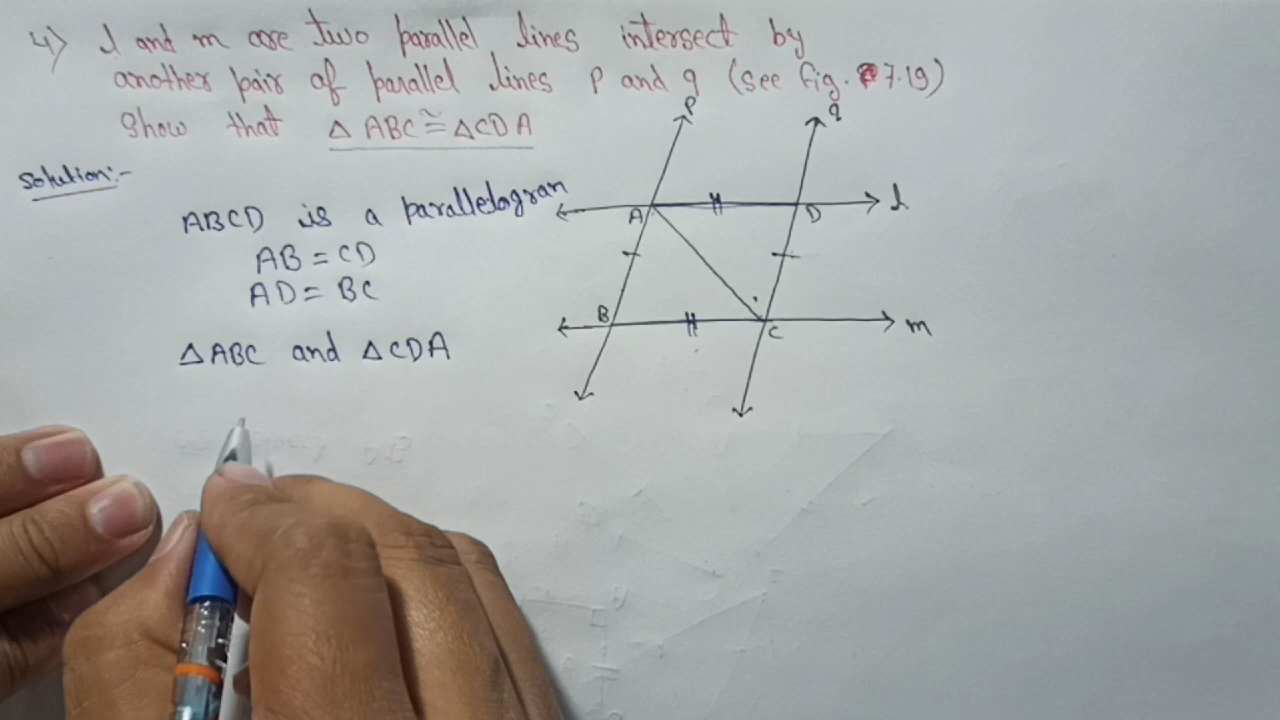 4) l and m are two parallel lines intersect by
another pair of parallel lines p and q (see fig. 7.19)
Show that △ ABC ≅ △CDA
Solution:-
ABCD is a parallelogram
AB = CD
AD = BC
△ABC and △CDA
p
q
A
D
l
B
C
m